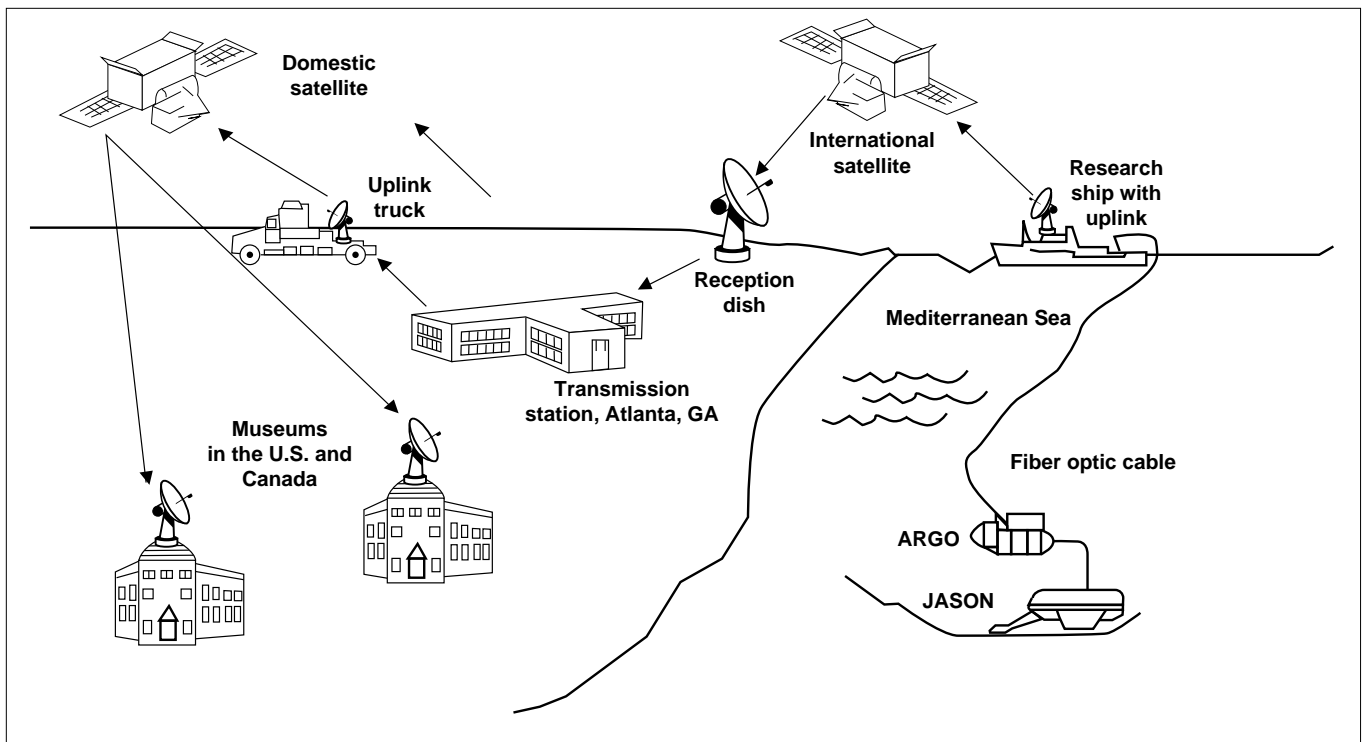 Domestic
satellite
International
satellite
Research
ship with
uplink
Uplink
truck
Reception
dish
Mediterranean Sea
Transmission
station, Atlanta, GA
Museums
in the U.S. and
Canada
Fiber optic cable
ARGO
JASON